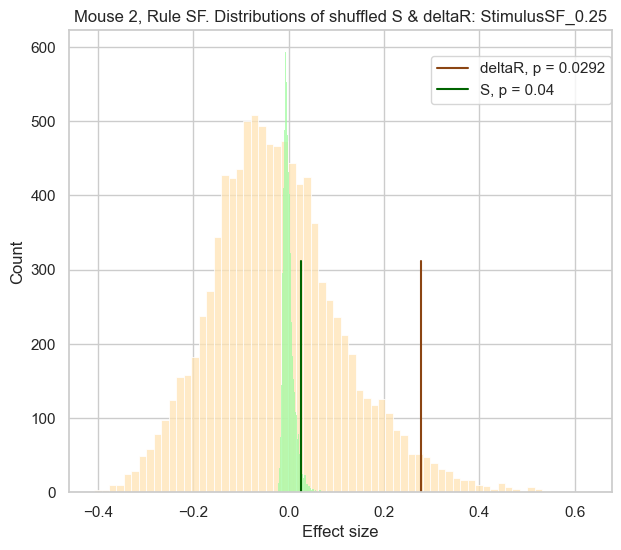 Mouse 2, Rule SF. Distributions of shuffled S & deltaR: StimulusSF_0.25
600
deltaR, p = 0.0292
S, p = 0.04
500
400
300
200
100
0
Count
−0.4 −0.2 0.0 0.2 0.4 0.6
Effect size